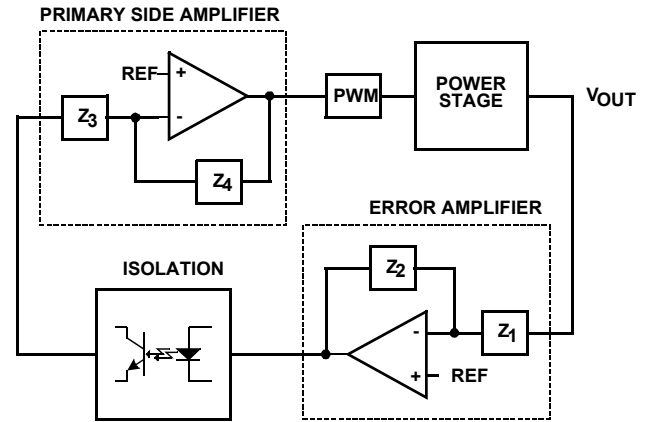 PRIMARY SIDE AMPLIFIER
REF
+
-
Z3
Z4
PWM
POWER
STAGE
VOUT
ERROR AMPLIFIER
ISOLATION
Z2
Z1
-
+
REF